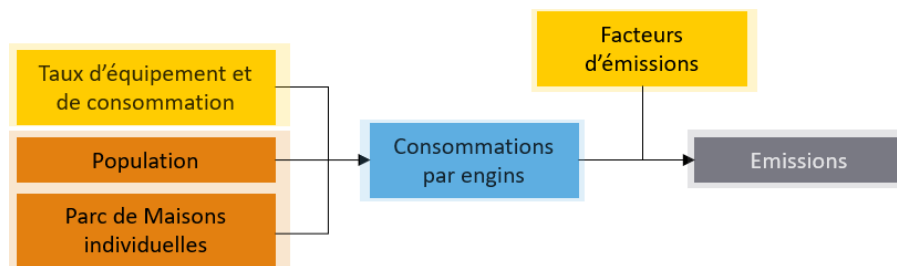 Facteurs
d’émissions
Taux d’équipement et
de consommation
Population
Parc de Maisons
individuelles
Consommations
par engins
Emissions